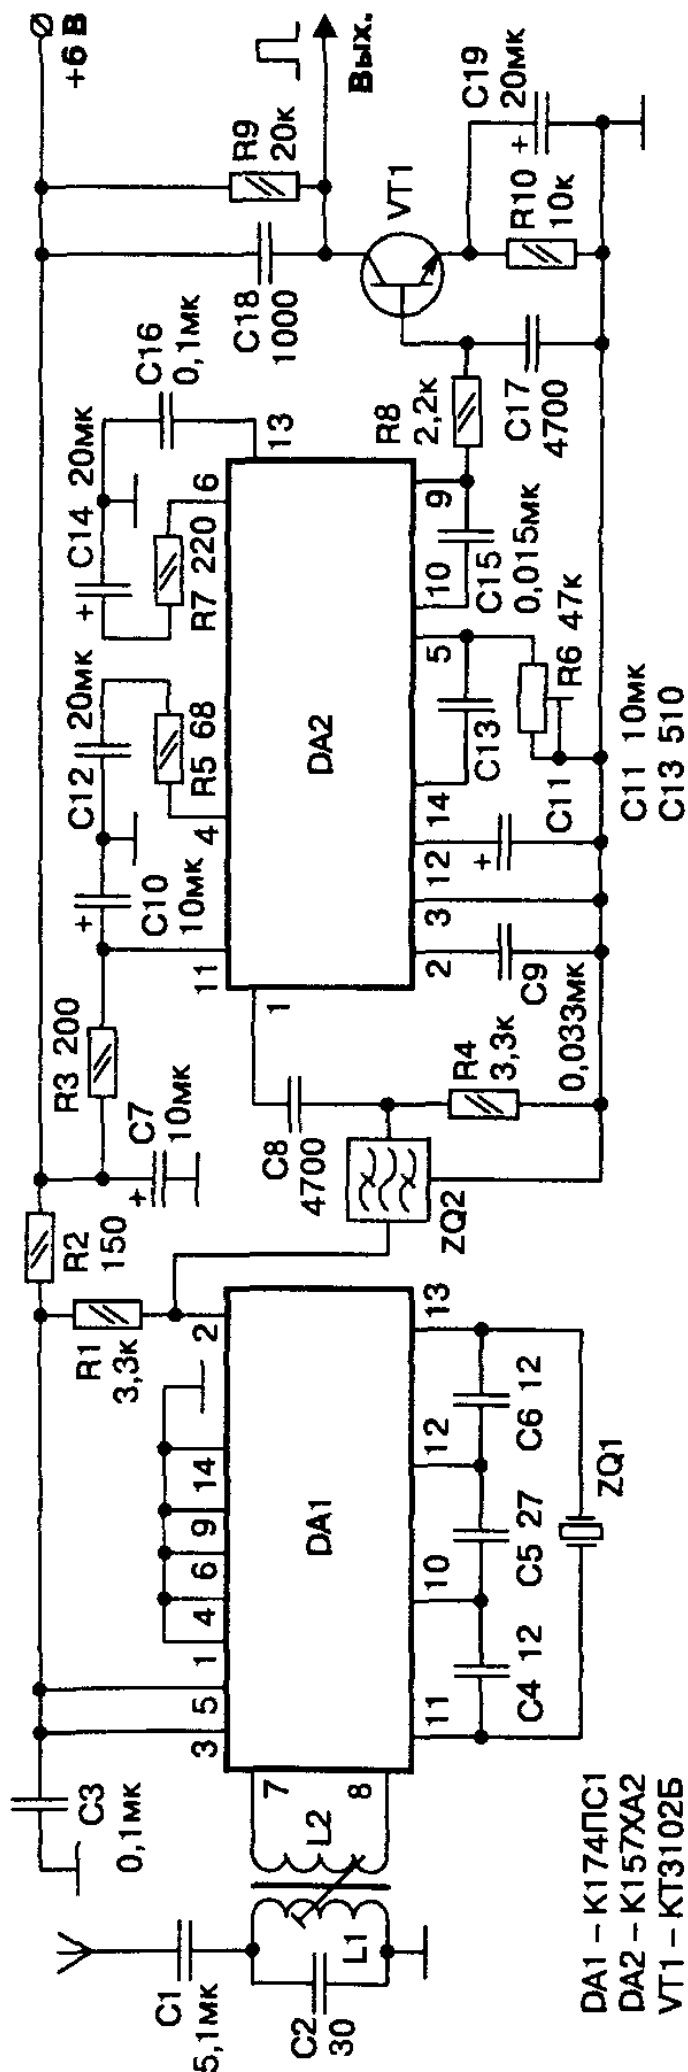 C1
5,1мк
C2
30
L1
L2
C3
0,1мк
7
8
3
5
1
4
6
9
14
2
DA1
11
10
12
13
C4 12
C5 27
C6 12
ZQ1
R1
3,3к
R2
150
C7
10мк
R3 200
ZQ2
C8
4700
R4
3,3к
1
11
4
6
13
DA2
2
3
12
14
5
10
9
C10
10мк
C12 20мк
R5 68
C14 20мк
R7 220
C16
0,1мк
C9
0,033мк
C11
C13
R6 47к
C15
0,015мк
R8
2,2к
C17
4700
C18
1000
R9
20к
VT1
R10
10к
C19
20мк
+6 В
Вых.
C11 10мк
C13 510
DA1 – К174ПС1
DA2 – К157ХА2
VT1 – КТ3102Б